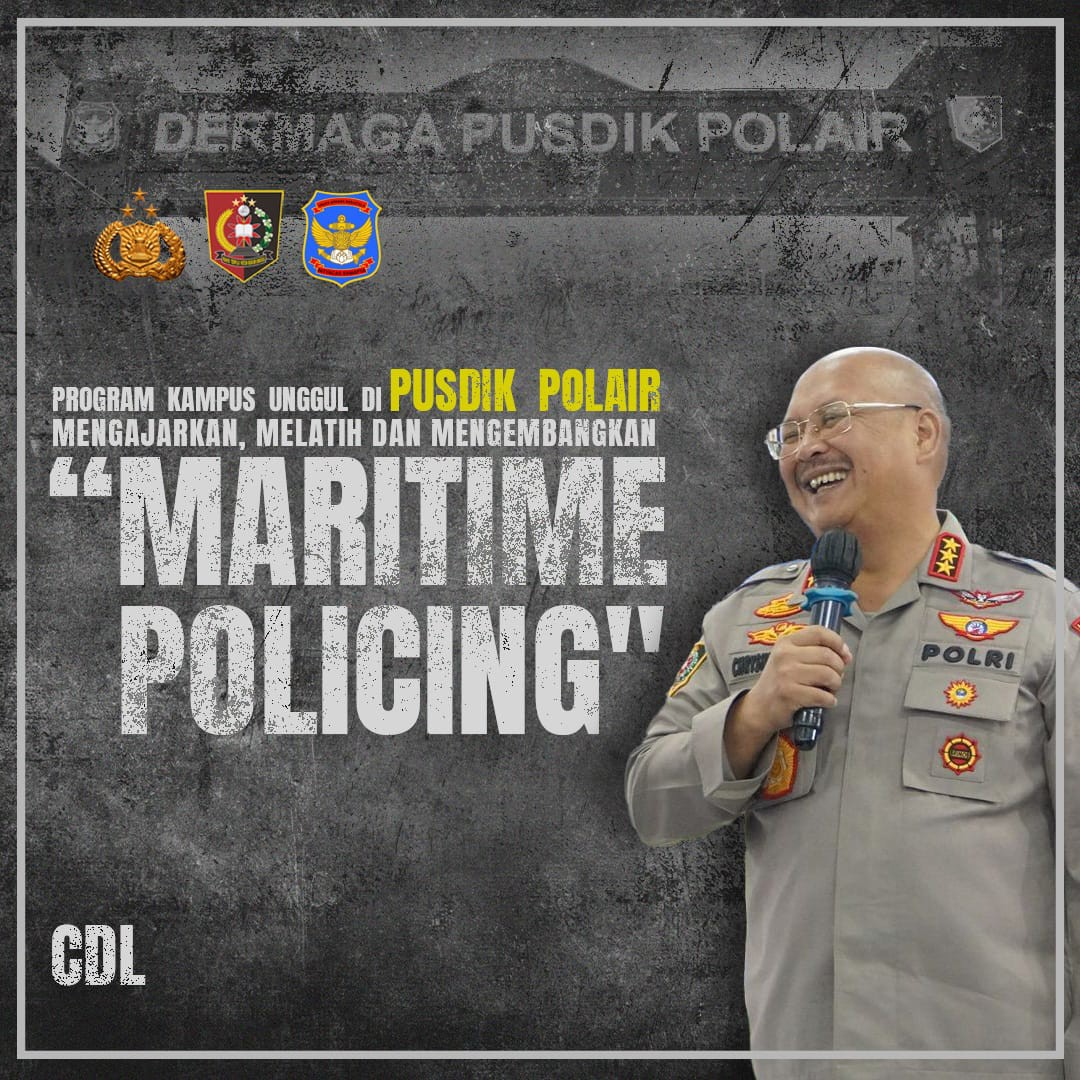 DERMAGA PUSDIK POLAIR
PROGRAM KAMPUS UNGGUL DI PUSDIK POLAIR
MENGAJARKAN, MELATIH DAN MENGEMBANGKAN
“MARITIME
POLICING"
POLRI
CDL